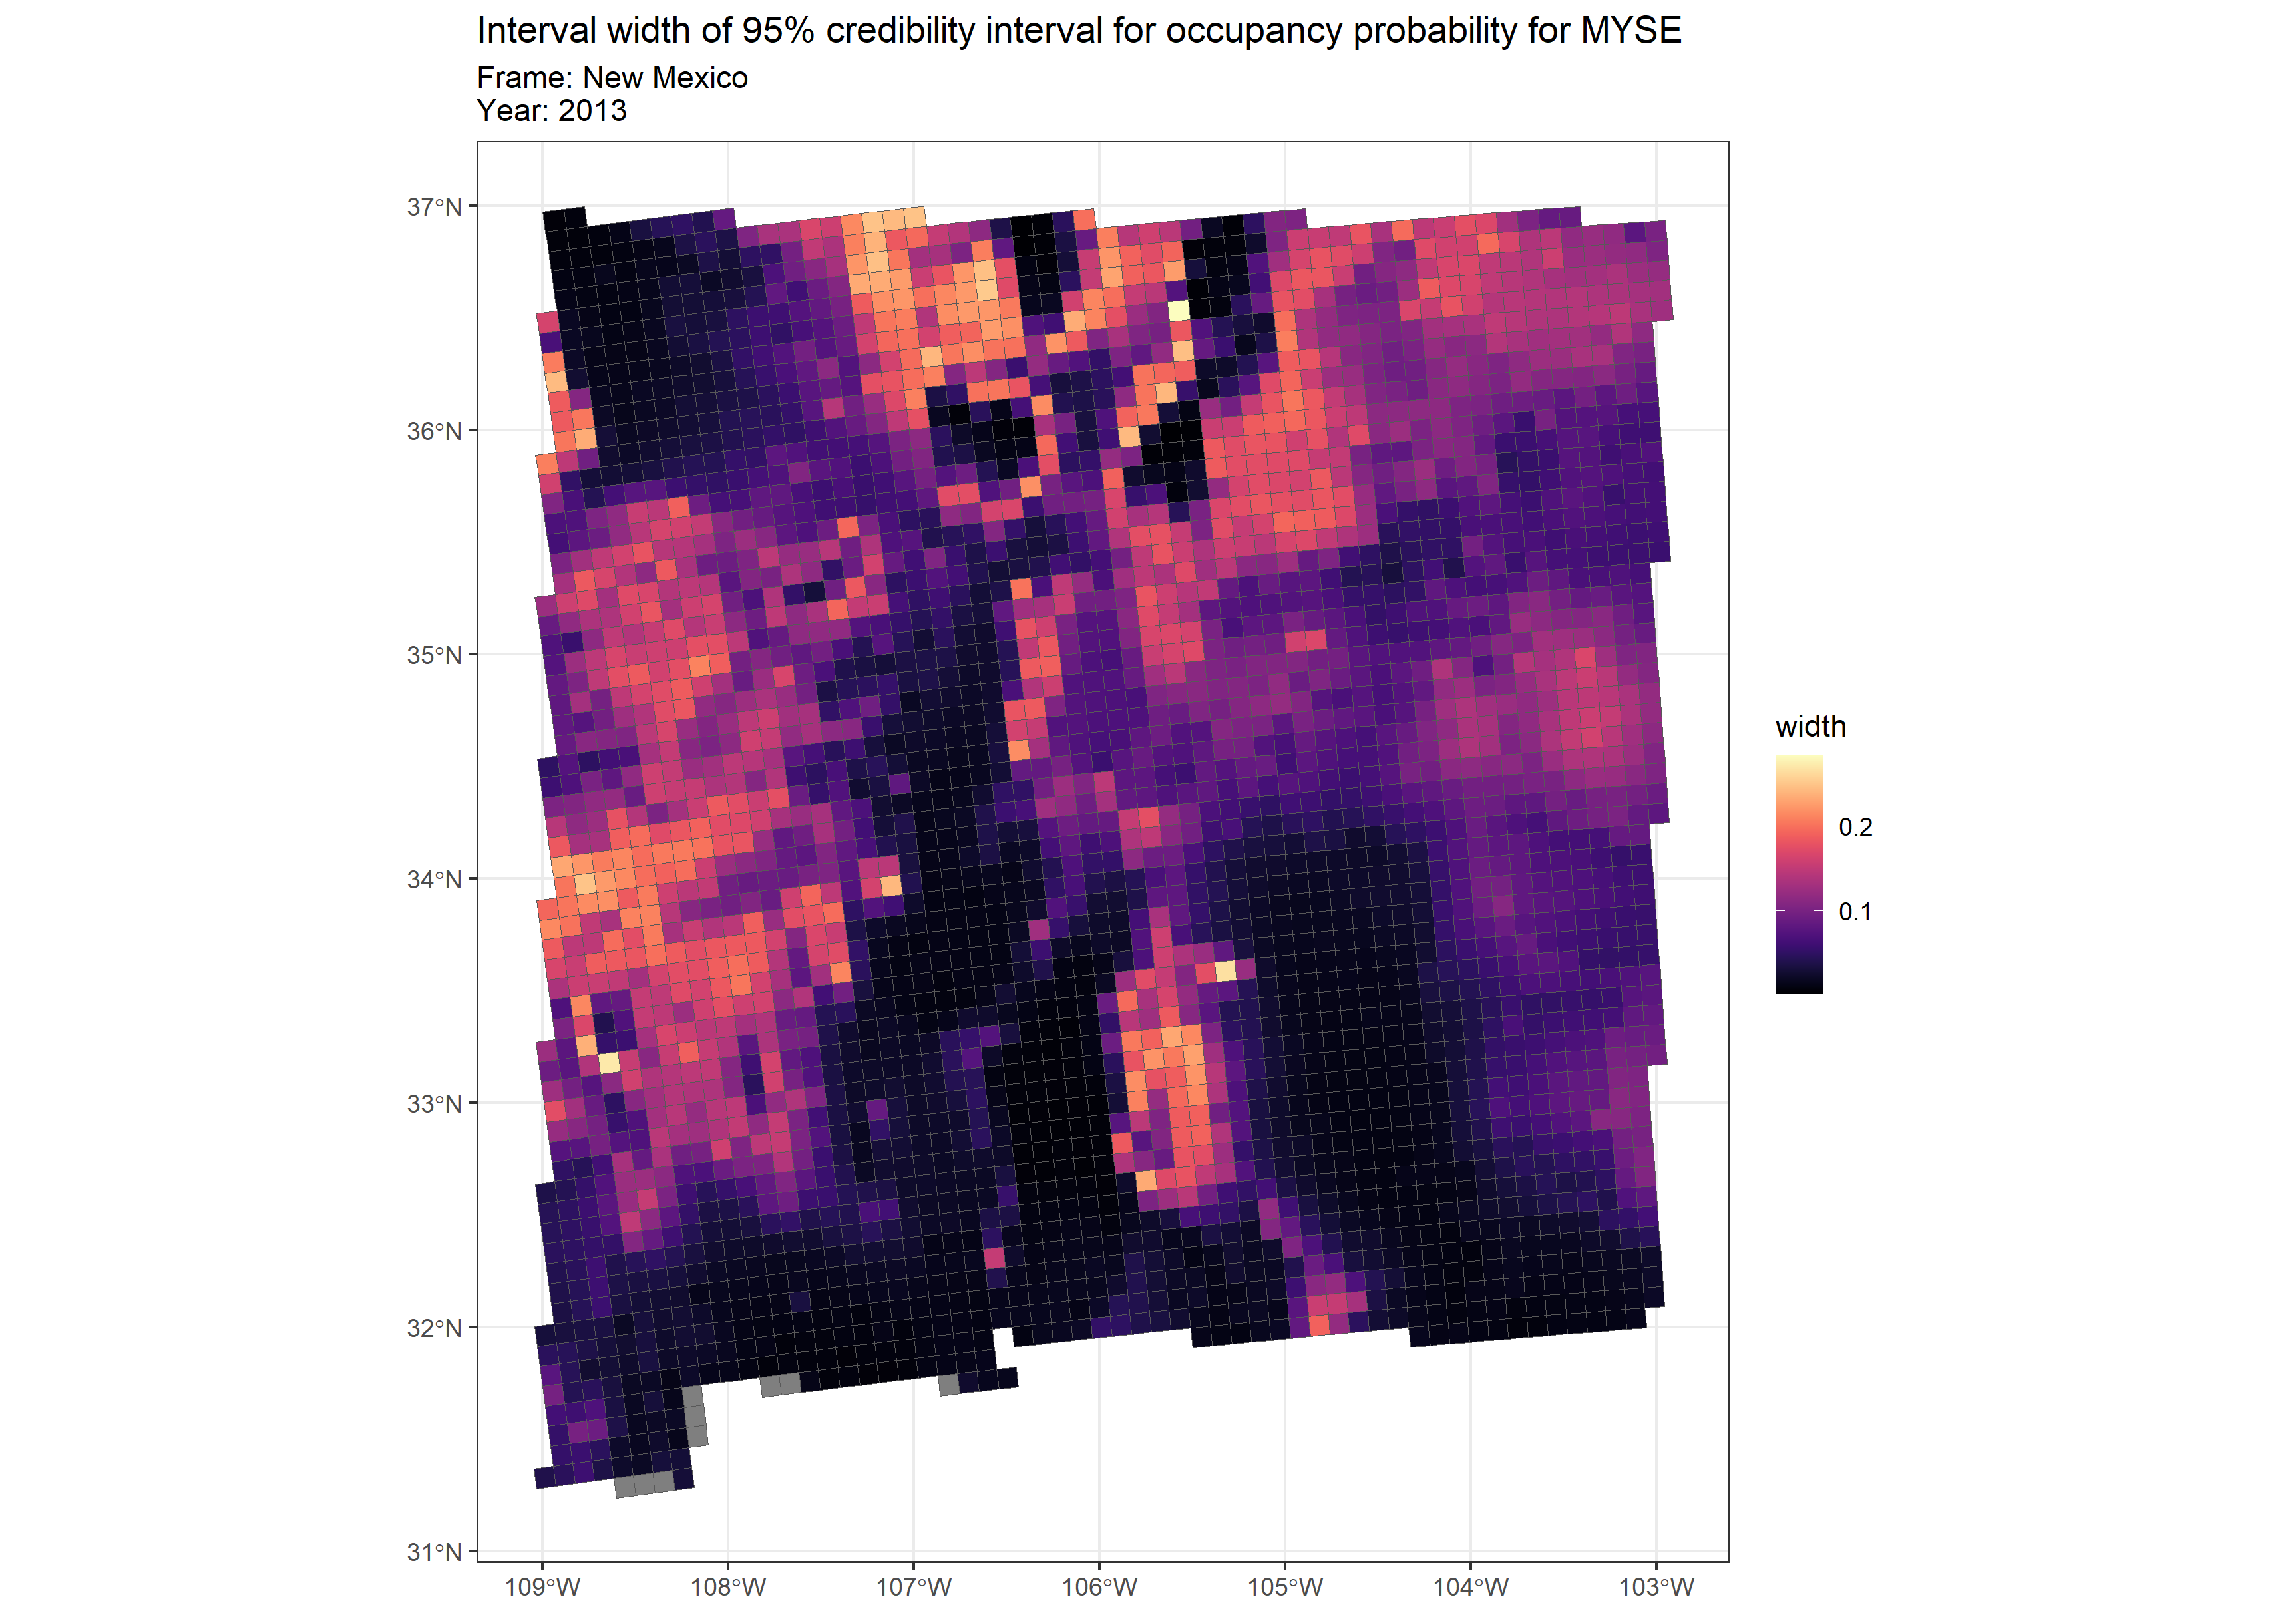 Interval width of 95% credibility interval for occupancy probability for MYSE
Frame: New Mexico
Year: 2013
37°N
36°N
35°N
34°N
33°N
32°N
31°N
109°W
108°W
107°W
106°W
105°W
104°W
103°W
width
0.2
0.1